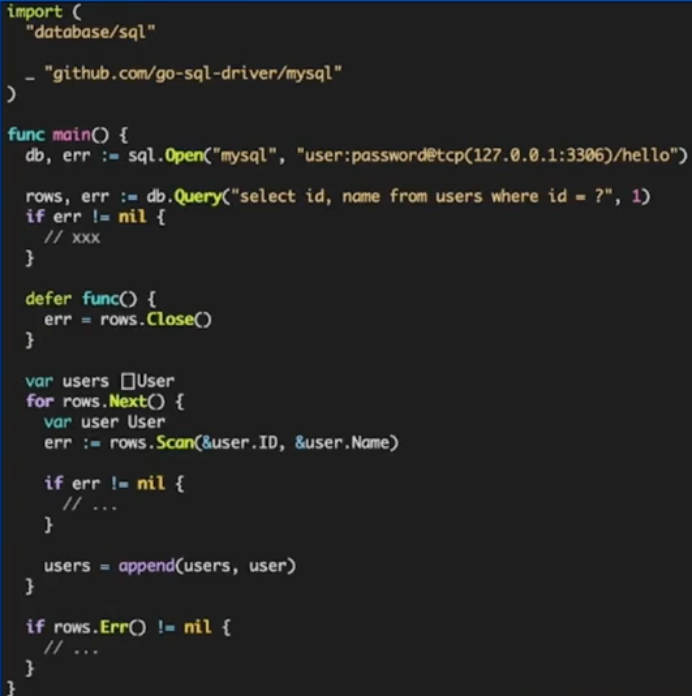 import (
"database/sql"
_ "github.com/go-sql-driver/mysql"
)
func main() {
db, err := sql.Open("mysql", "user:password@tcp(127.0.0.1:3306)/hello")
rows, err := db.Query("select id, name from users where id = ?", 1)
if err != nil {
// xxx
}
defer func() {
err = rows.Close()
}
var users []User
for rows.Next() {
var user User
err := rows.Scan(&user.ID, &user.Name)
if err != nil {
// ...
}
users = append(users, user)
}
if rows.Err() != nil {
// ...
}
}